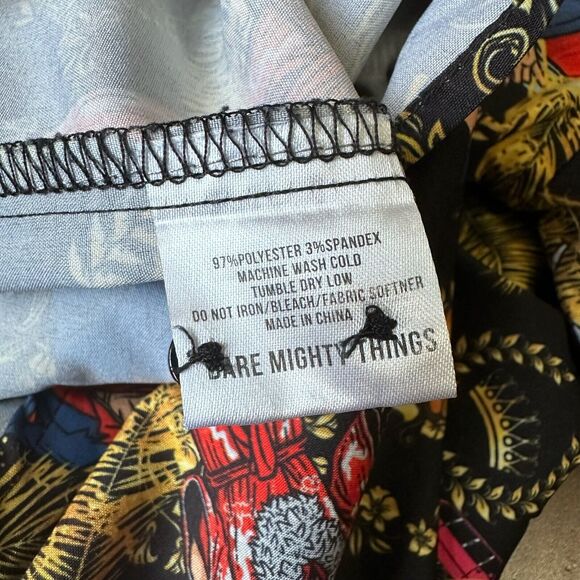 97%POLYESTER 3%SPANDEX
MACHINE WASH COLD
TUMBLE DRY LOW
DO NOT IRON/BLEACH/FABRIC SOFTNER
MADE IN CHINA
DARE MIGHTY THINGS